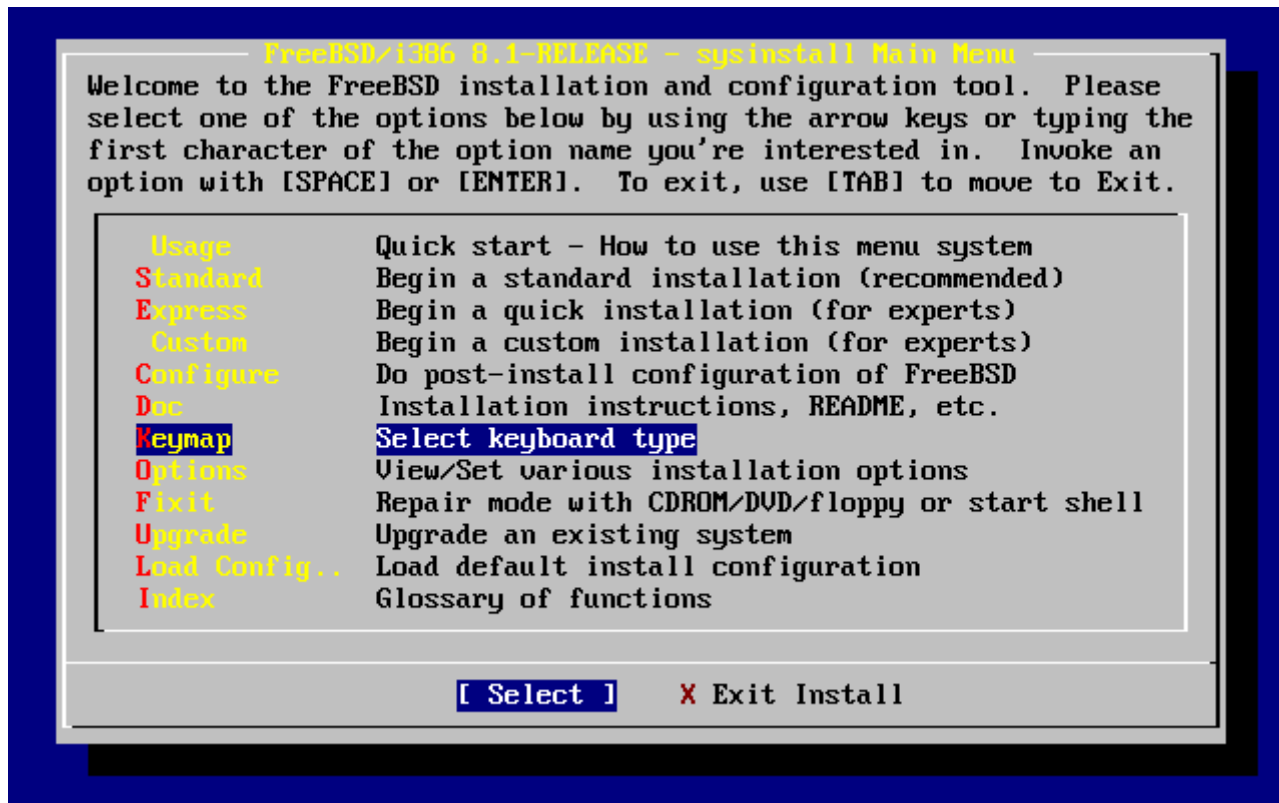 FreeBSD/i386 8.1-RELEASE - sysinstall Main Menu
Welcome to the FreeBSD installation and configuration tool. Please
select one of the options below by using the arrow keys or typing the
first character of the option name you're interested in. Invoke an
option with [SPACE] or [ENTER]. To exit, use [TAB] to move to Exit.
Usage Quick start - How to use this menu system
Standard Begin a standard installation (recommended)
Express Begin a quick installation (for experts)
Custom Begin a custom installation (for experts)
Configure Do post-install configuration of FreeBSD
Doc Installation instructions, README, etc.
Keymap Select keyboard type
Options View/Set various installation options
Fixit Repair mode with CDROM/DVD/floppy or start shell
Upgrade Upgrade an existing system
Load Config.. Load default install configuration
Index Glossary of functions
[ Select ] X Exit Install